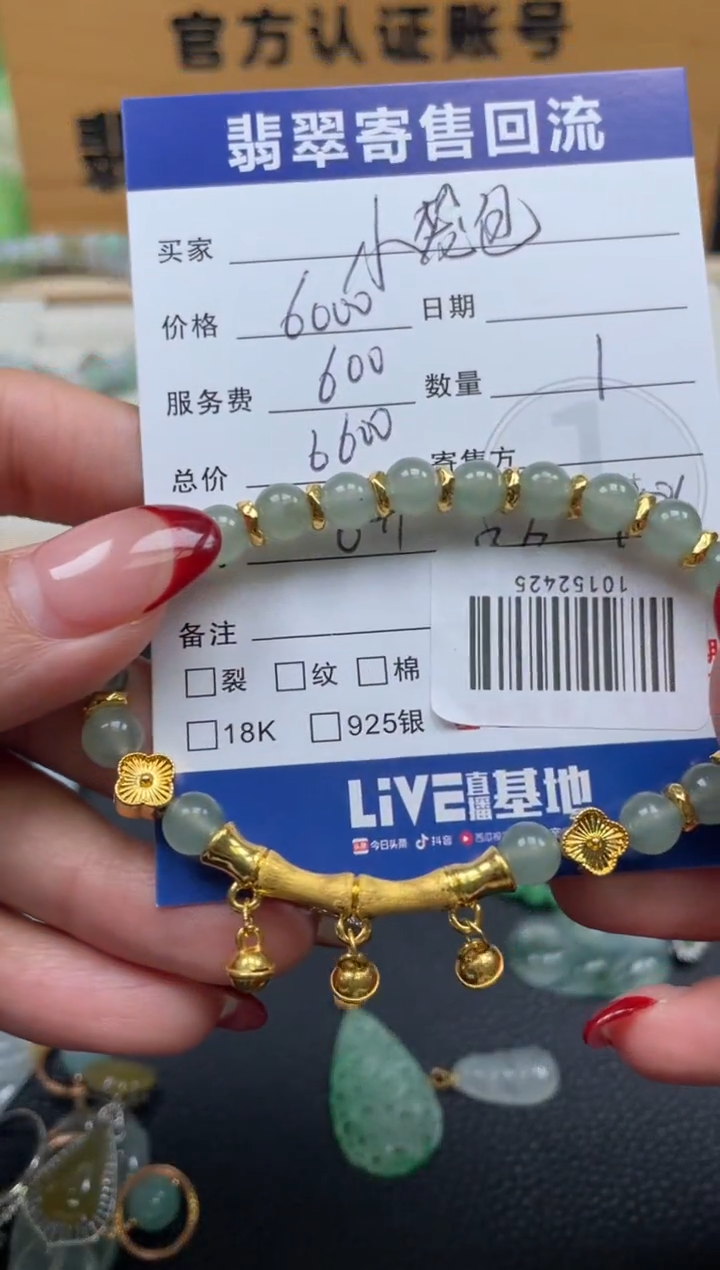 官方认证账号
翡
翡翠寄售回流
买家 小笼包
价格 6000 日期
服务费 600 数量 1
总价 6600 寄售方
10152425
备注
裂 纹 棉
18K 925银
LiVE直播基地
今日头条 抖音